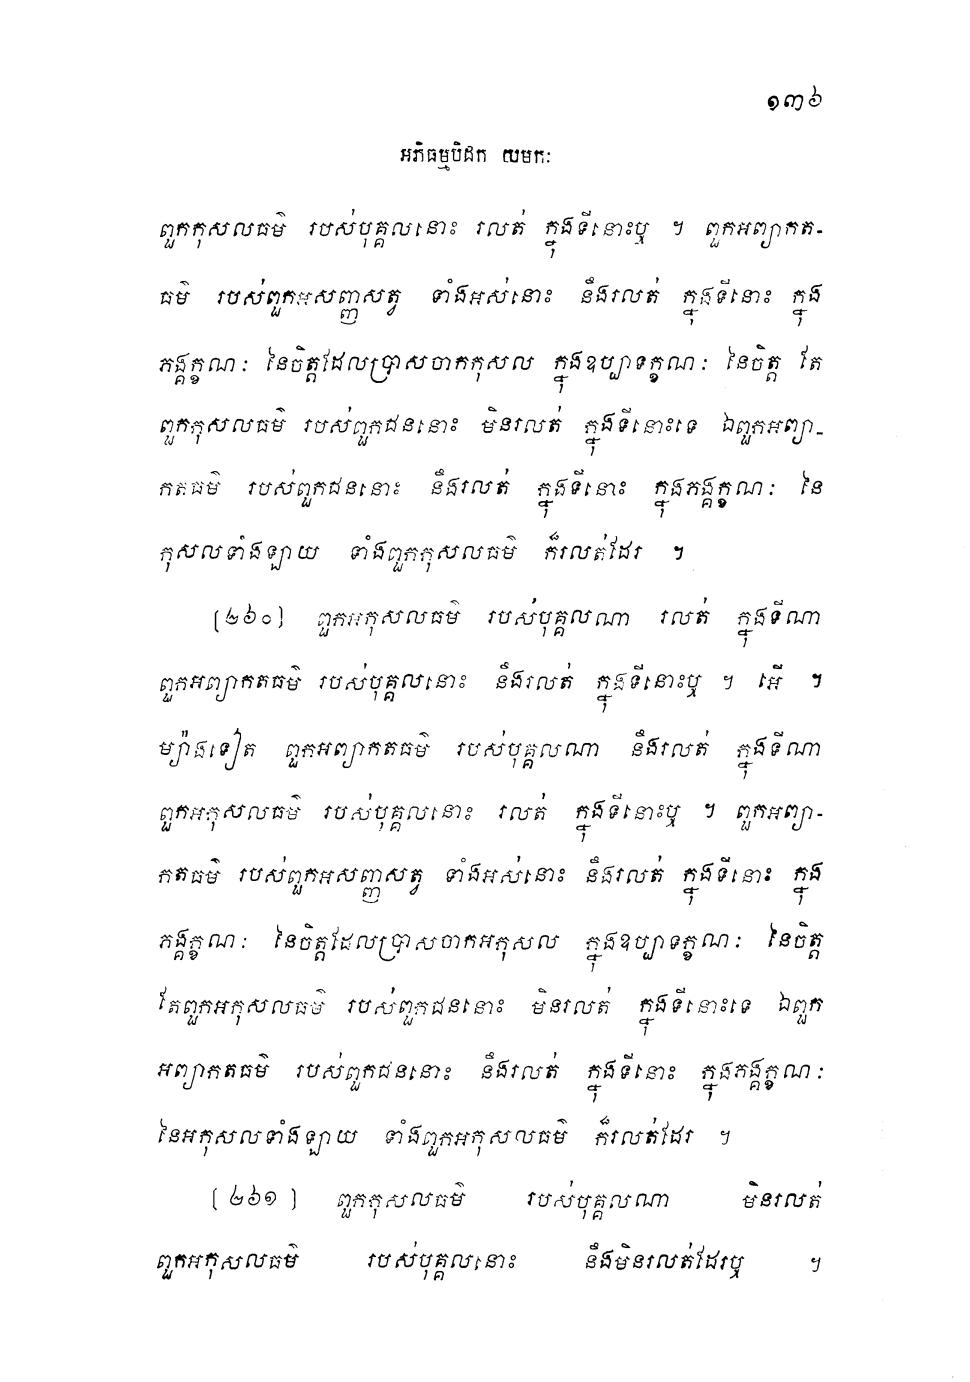 ១៣៦
អភិធម្មបិដក យមកៈ
ពួកកុសលធម៌ របស់បុគ្គលនោះ រលត់ ក្នុងទីនោះឬ ។ ពួកអព្យាកត-
ធម៌ របស់ពួកអសញ្ញសត្វ ទាំងអស់នោះ នឹងរលត់ ក្នុងទីនោះ ក្នុង
ភង្គក្ខណៈ នៃចិត្តដែលប្រាសចាកកុសល ក្នុងឧប្បាទក្ខណៈ នៃចិត្ត តែ
ពួកកុសលធម៌ របស់ពួកជននោះ មិនរលត់ ក្នុងទីនោះទេ ឯពួកអព្យា-
កតធម៌ របស់ពួកជននោះ នឹងរលត់ ក្នុងទីនោះ ក្នុងភង្គក្ខណៈ នៃ
កុសលទាំងឡាយ ទាំងពួកកុសលធម៌ ក៏រលត់ដែរ ។
[២៦០] ពួកអកុសលធម៌ របស់បុគ្គលណា រលត់ ក្នុងទីណា
ពួកអព្យាកតធម៌ របស់បុគ្គលនោះ នឹងរលត់ ក្នុងទីនោះឬ ។ អើ ។
ម្យ៉ាងទៀត ពួកអព្យាកតធម៌ របស់បុគ្គលណា នឹងរលត់ ក្នុងទីណា
ពួកអកុសលធម៌ របស់បុគ្គលនោះ រលត់ ក្នុងទីនោះឬ ។ ពួកអព្យា-
កតធម៌ របស់ពួកអសញ្ញសត្វ ទាំងអស់នោះ នឹងរលត់ ក្នុងទីនោះ ក្នុង
ភង្គក្ខណៈ នៃចិត្តដែលប្រាសចាកអកុសល ក្នុងឧប្បាទក្ខណៈ នៃចិត្ត
តែពួកអកុសលធម៌ របស់ពួកជននោះ មិនរលត់ ក្នុងទីនោះទេ ឯពួក
អព្យាកតធម៌ របស់ពួកជននោះ នឹងរលត់ ក្នុងទីនោះ ក្នុងភង្គក្ខណៈ
នៃអកុសលទាំងឡាយ ទាំងពួកអកុសលធម៌ ក៏រលត់ដែរ ។
[២៦១] ពួកកុសលធម៌ របស់បុគ្គលណា មិនរលត់
ពួកអកុសលធម៌ របស់បុគ្គលនោះ នឹងមិនរលត់ដែរឬ ។